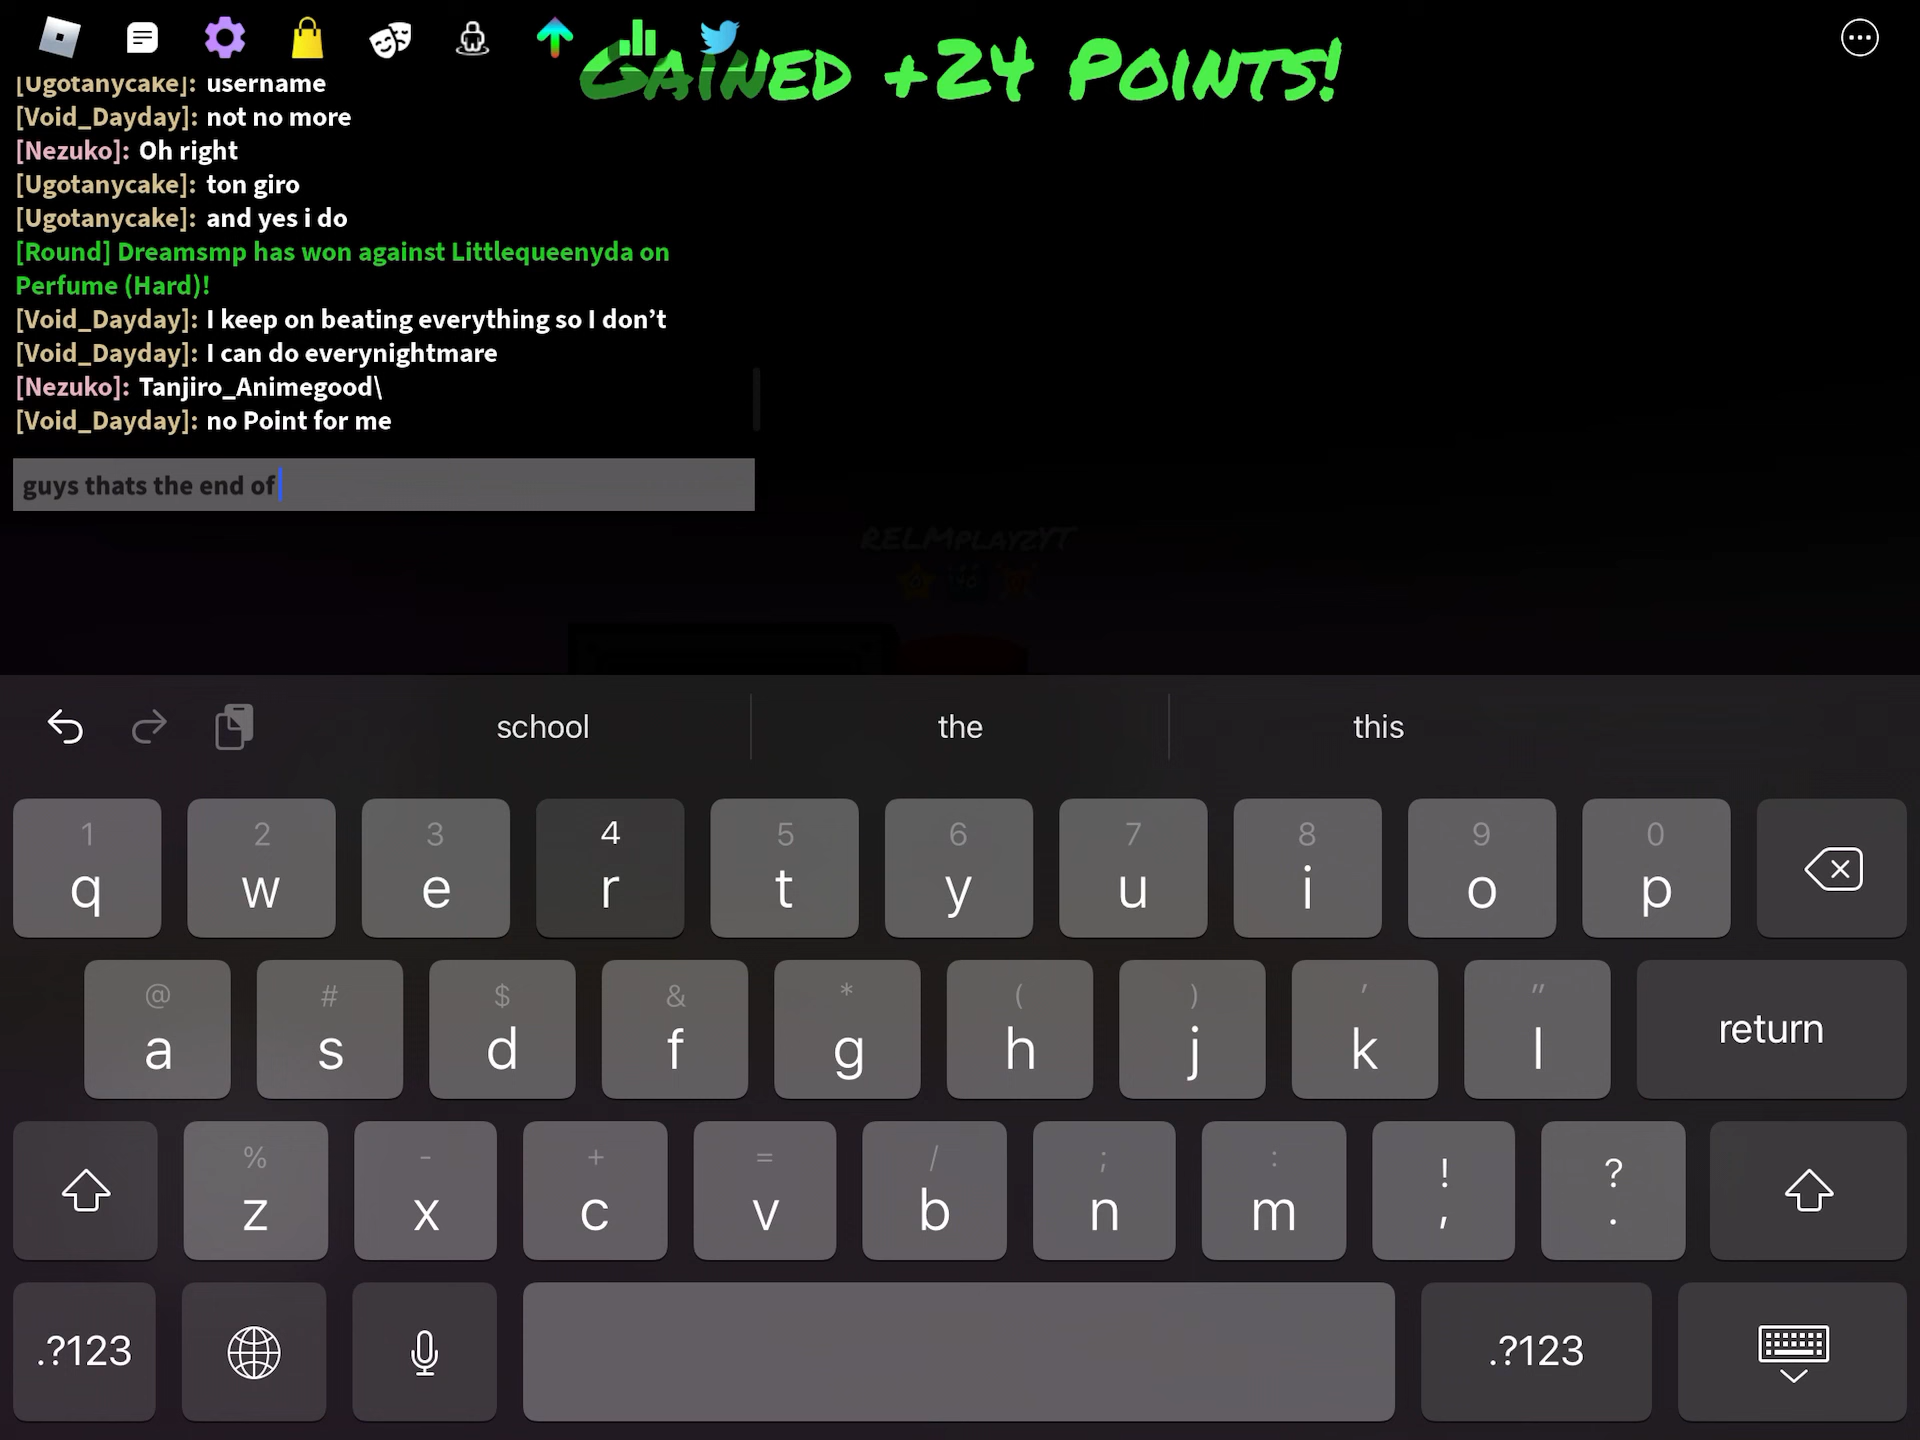 Gained +24 Points!
[Ugotanycake]: username
[Void_Dayday]: not no more
[Nezuko]: Oh right
[Ugotanycake]: ton giro
[Ugotanycake]: and yes i do
[Round] Dreamsmp has won against Littlequeenyda on
Perfume (Hard)!
[Void_Dayday]: I keep on beating everything so I don’t
[Void_Dayday]: I can do everynightmare
[Nezuko]: Tanjiro_Animegood\
[Void_Dayday]: no Point for me
guys thats the end of
RELMplayzYT
school the this
1 2 3 4 5 6 7 8 9 0
q w e r t y u i o p
@ # $ & * ( ) ' "
a s d f g h j k l return
% - + = / ; : ! ?
z x c v b n m , .
.?123 .?123